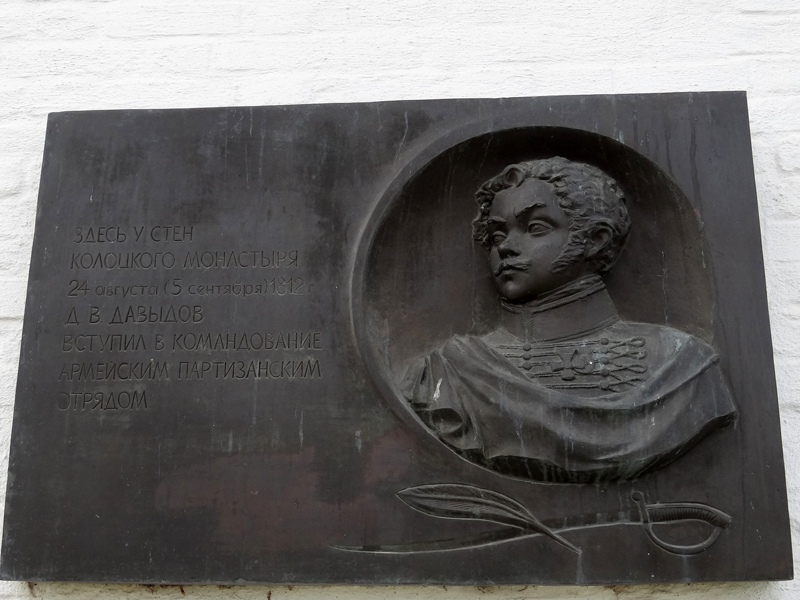 ЗДЕСЬ У СТЕН
КОЛОЦКОГО МОНАСТЫРЯ
24 августа (5 сентября) 1812 г.
Д В ДАВЫДОВ
ВСТУПИЛ В КОМАНДОВАНИЕ
АРМЕЙСКИМ ПАРТИЗАНСКИМ
ОТРЯДОМ.